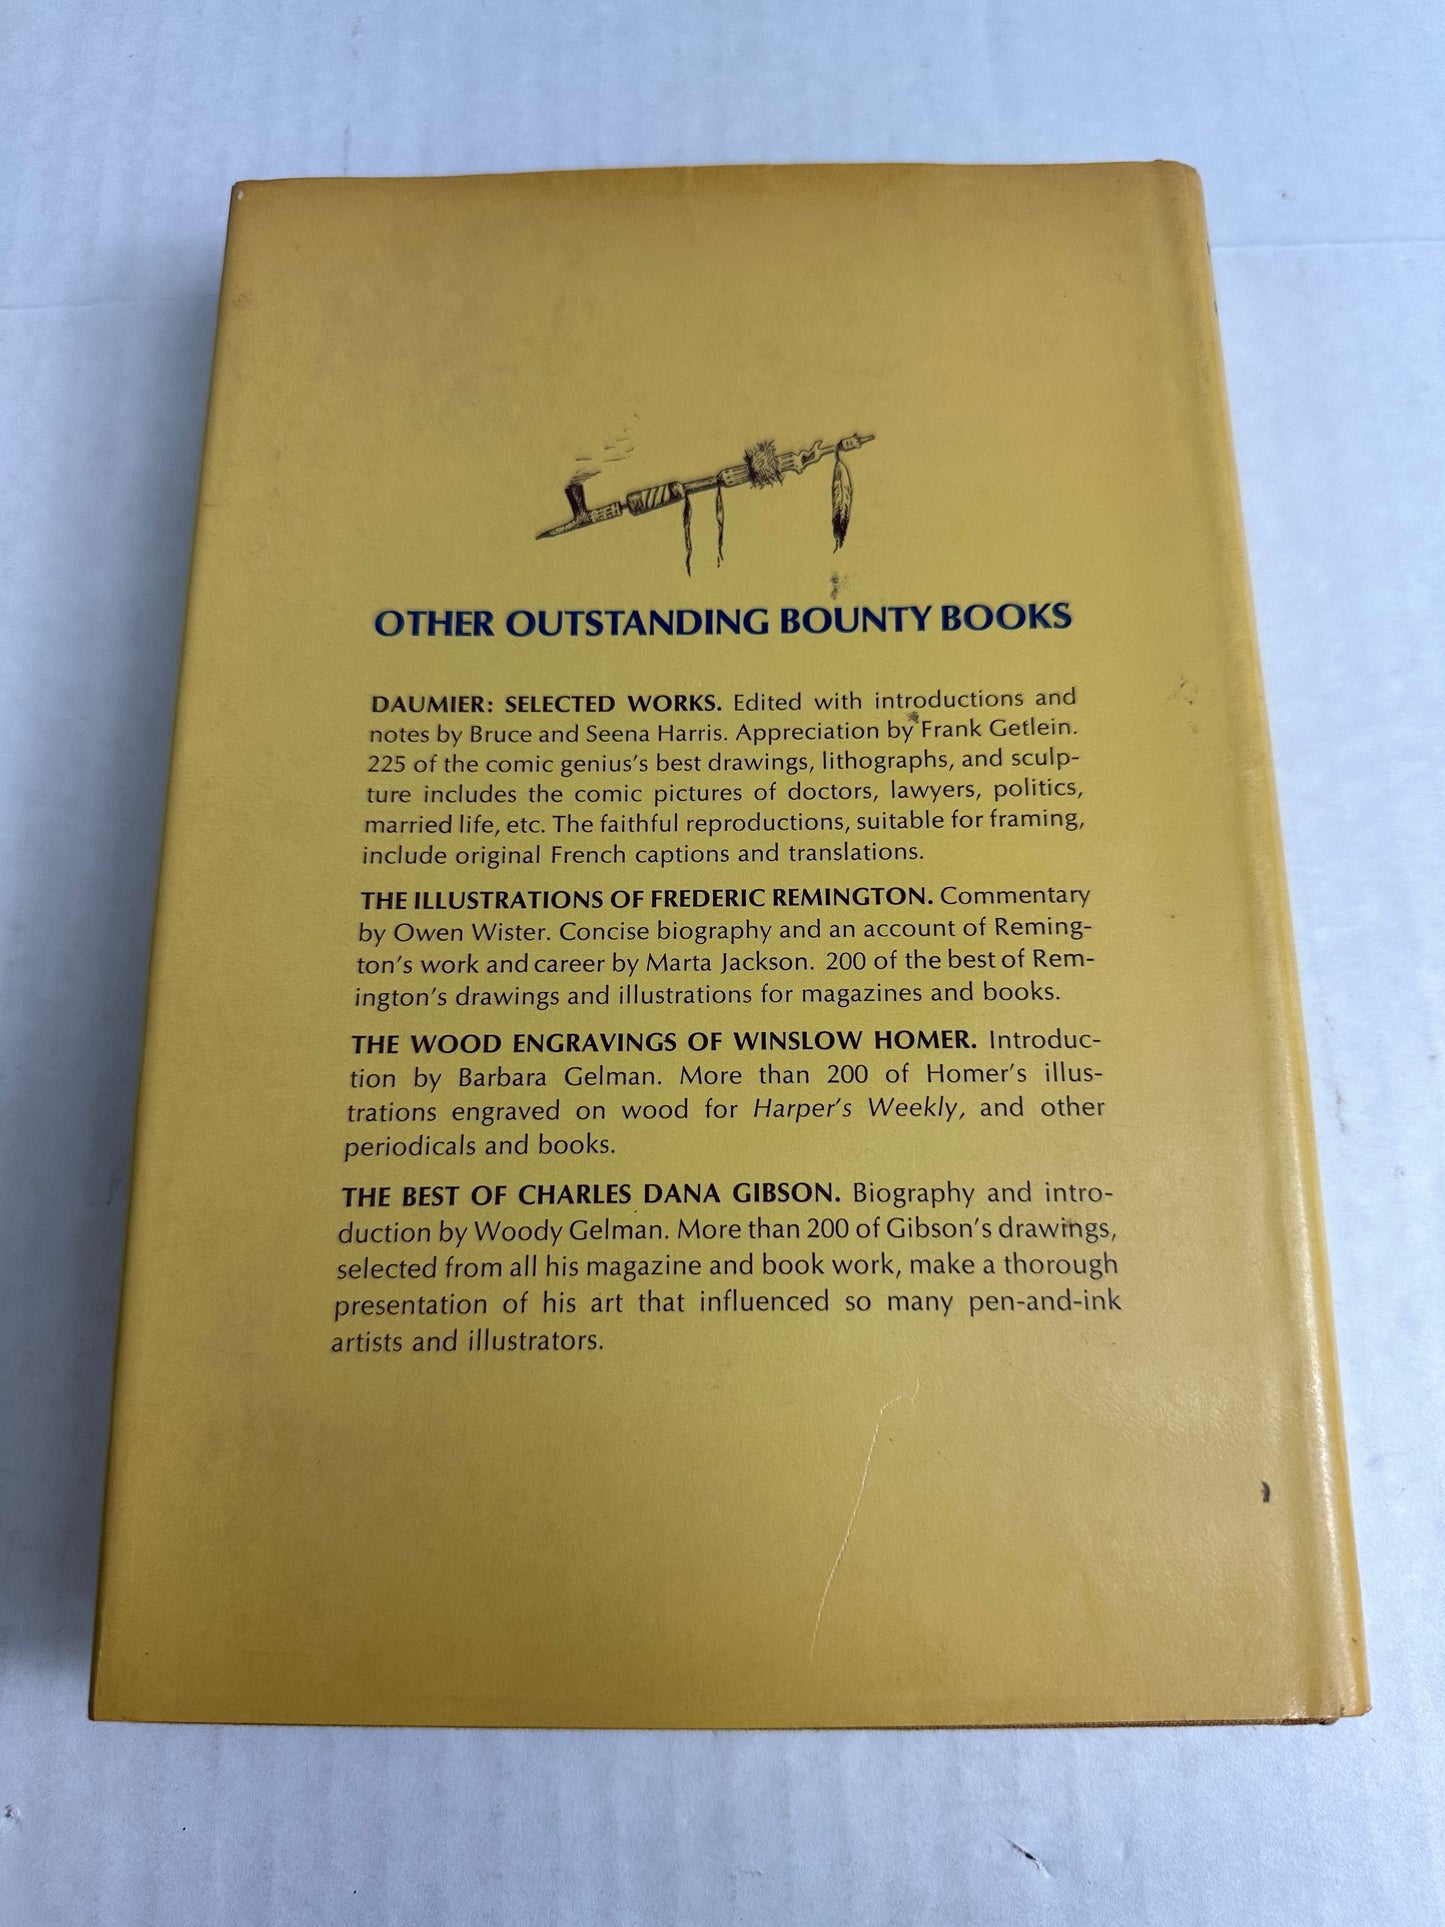 OTHER OUTSTANDING BOUNTY BOOKS
DAUMIER: SELECTED WORKS. Edited with introductions and
notes by Bruce and Seena Harris. Appreciation by Frank Getlein.
225 of the comic genius's best drawings, lithographs, and sculp-
ture includes the comic pictures of doctors, lawyers, politics,
married life, etc. The faithful reproductions, suitable for framing,
include original French captions and translations.
THE ILLUSTRATIONS OF FREDERIC REMINGTON. Commentary
by Owen Wister. Concise biography and an account of Reming-
ton's work and career by Marta Jackson. 200 of the best of Rem-
ington's drawings and illustrations for magazines and books.
THE WOOD ENGRAVINGS OF WINSLOW HOMER. Introduc-
tion by Barbara Gelman. More than 200 of Homer's illus-
trations engraved on wood for Harper's Weekly, and other
periodicals and books.
THE BEST OF CHARLES DANA GIBSON. Biography and intro-
duction by Woody Gelman. More than 200 of Gibson's drawings,
selected from all his magazine and book work, make a thorough
presentation of his art that influenced so many pen-and-ink
artists and illustrators.